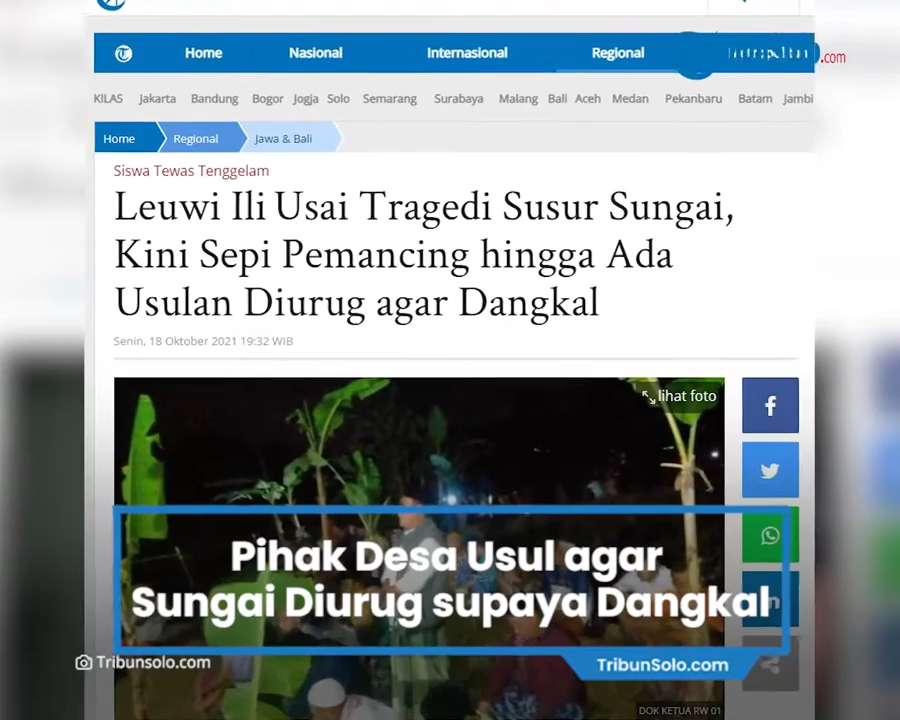 Home Nasional Internasional Regional
.com
KILAS Jakarta Bandung Bogor Jogja Solo Semarang Surabaya Malang Bali Aceh Medan Pekanbaru Batam Jambi
Home Regional Jawa & Bali
Siswa Tewas Tenggelam
Leuwi Ili Usai Tragedi Susur Sungai,
Kini Sepi Pemancing hingga Ada
Usulan Diurug agar Dangkal
Senin, 18 Oktober 2021 19:32 WIB
lihat foto
Pihak Desa Usul agar
Sungai Diurug supaya Dangkal
Tribunsolo.com
TribunSolo.com
DOK KETUA RW 01